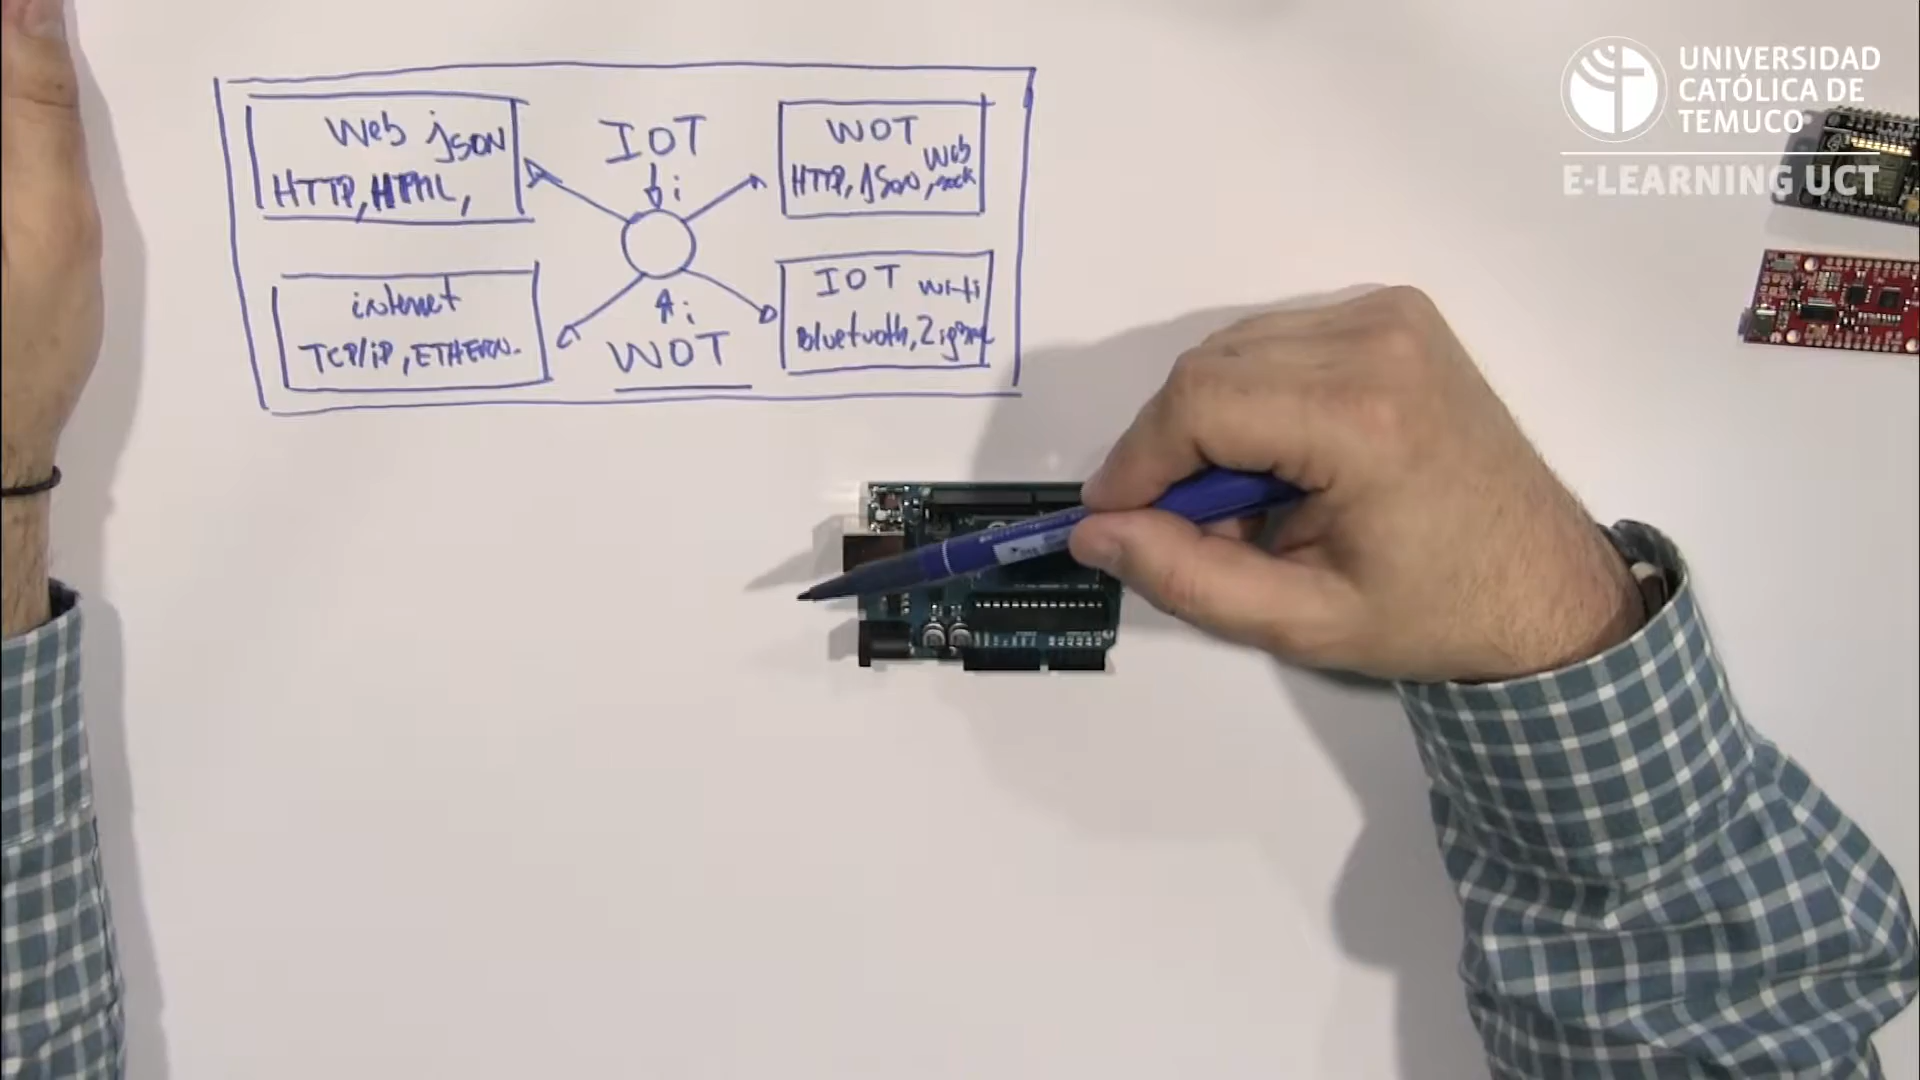 Web json
HTTP, HTML,
IOT
i
WOT
HTTP, JSON, Web sock
internet
TCP/IP, ETHERN.
i
WOT
IOT Wifi
bluetooth, Zigbee
UNIVERSIDAD
CATÓLICA DE
TEMUCO
E-LEARNING UCT